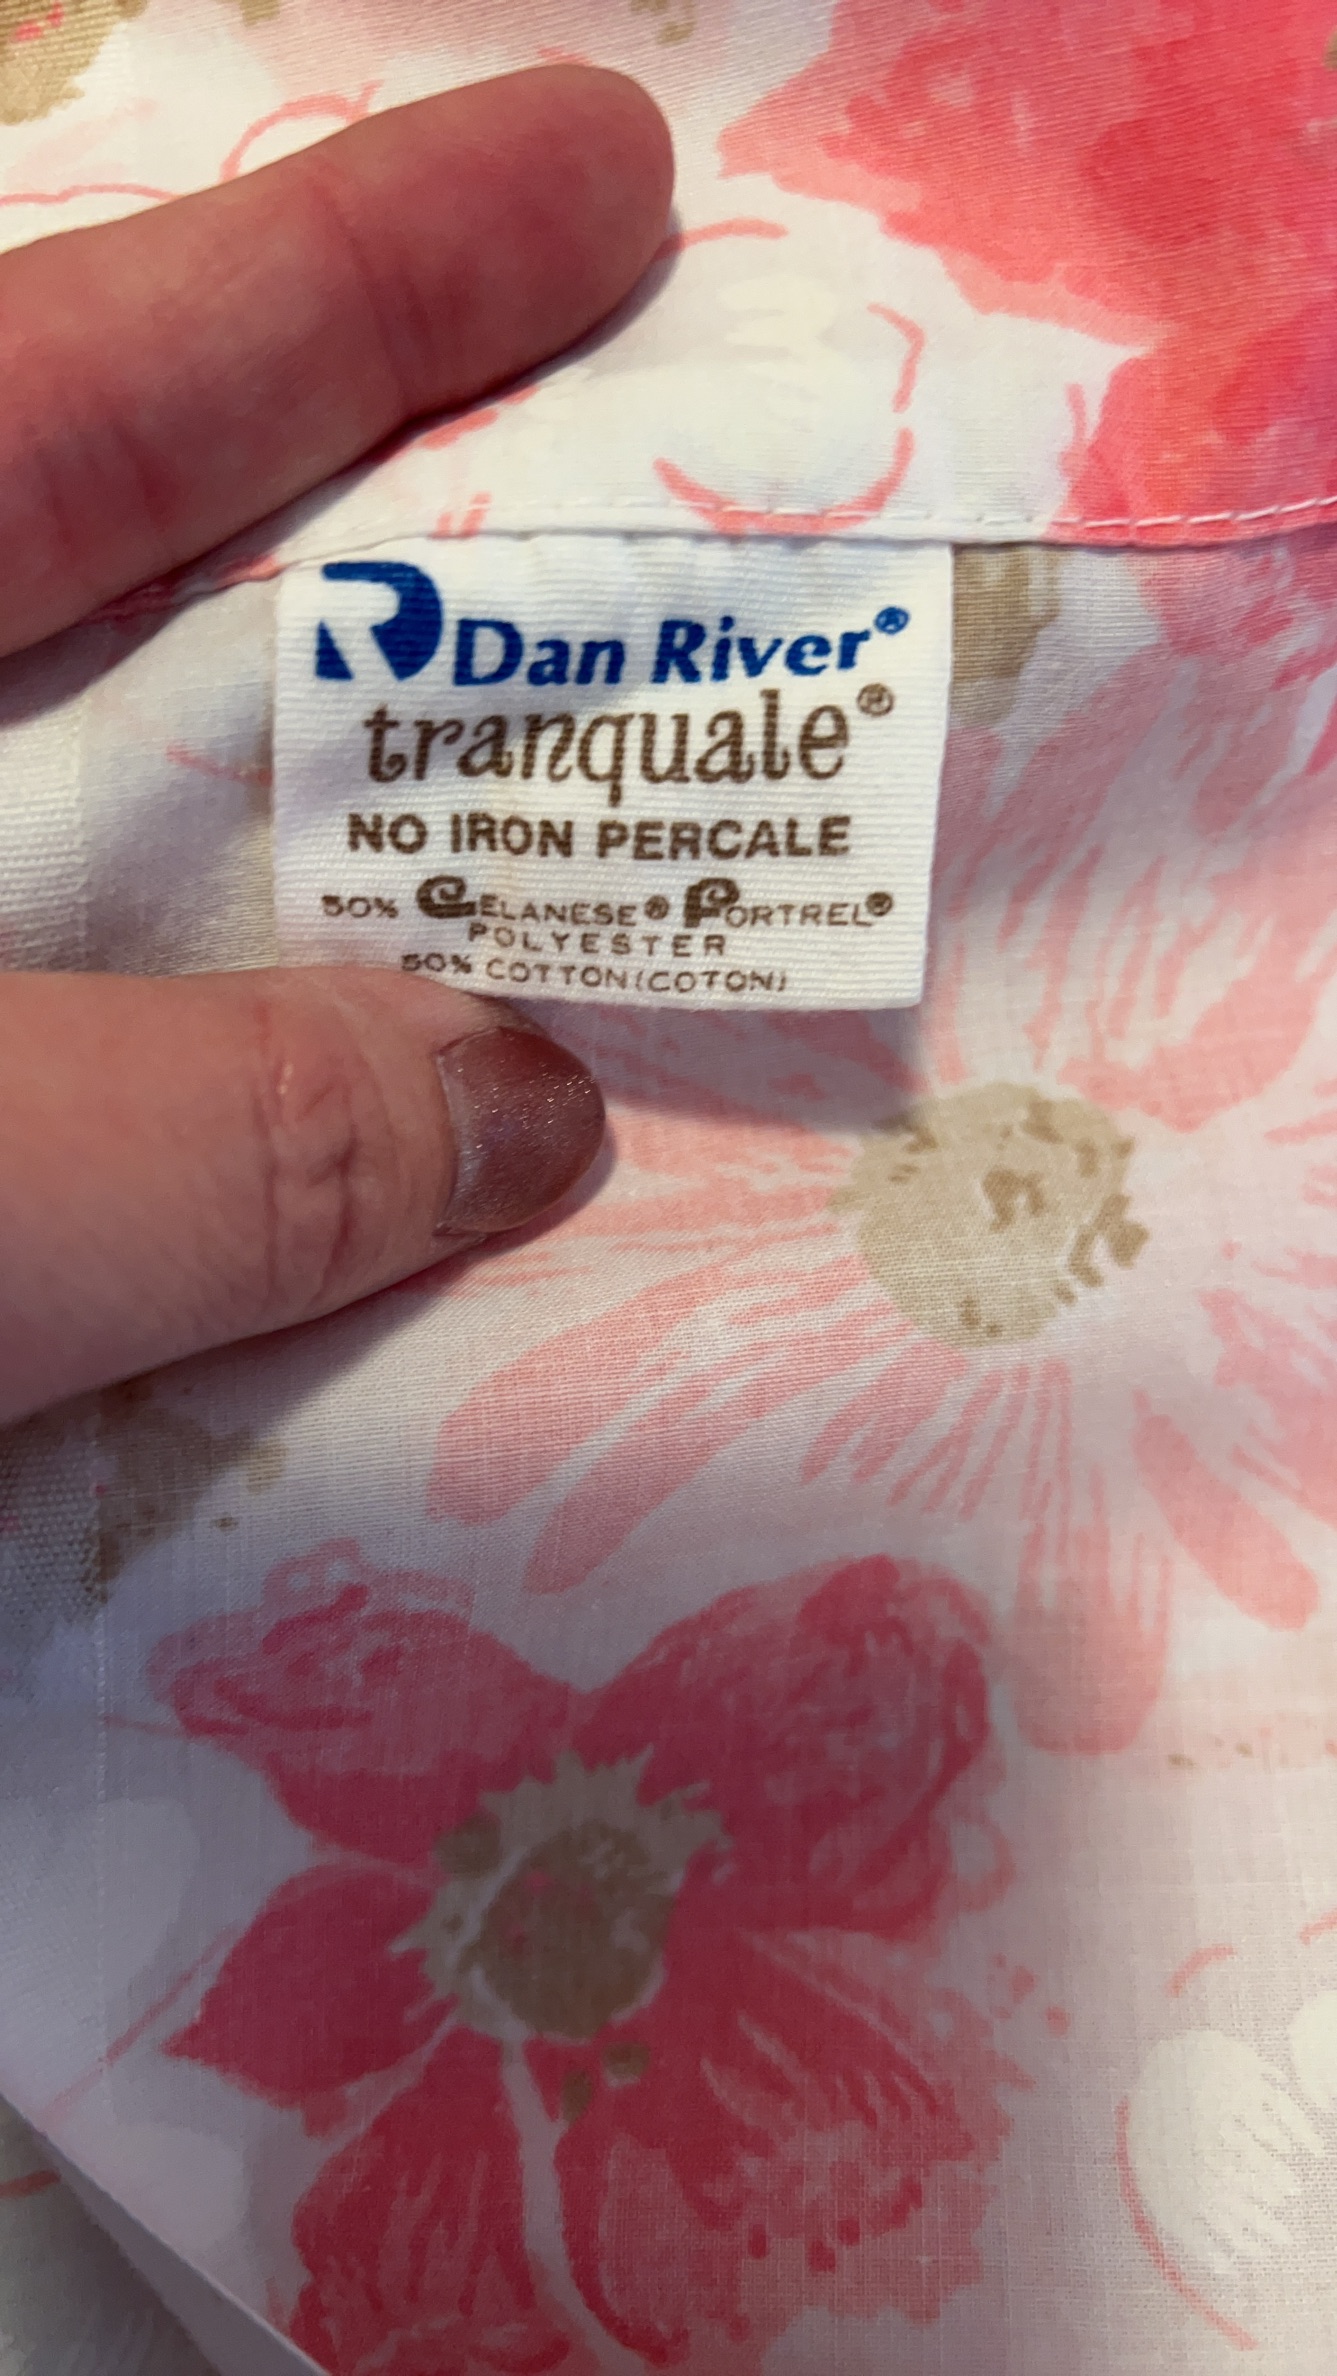 Dan River®
tranquale®
NO IRON PERCALE
50% CELANESE® FORTREL®
POLYESTER
50% COTTON(COTON)